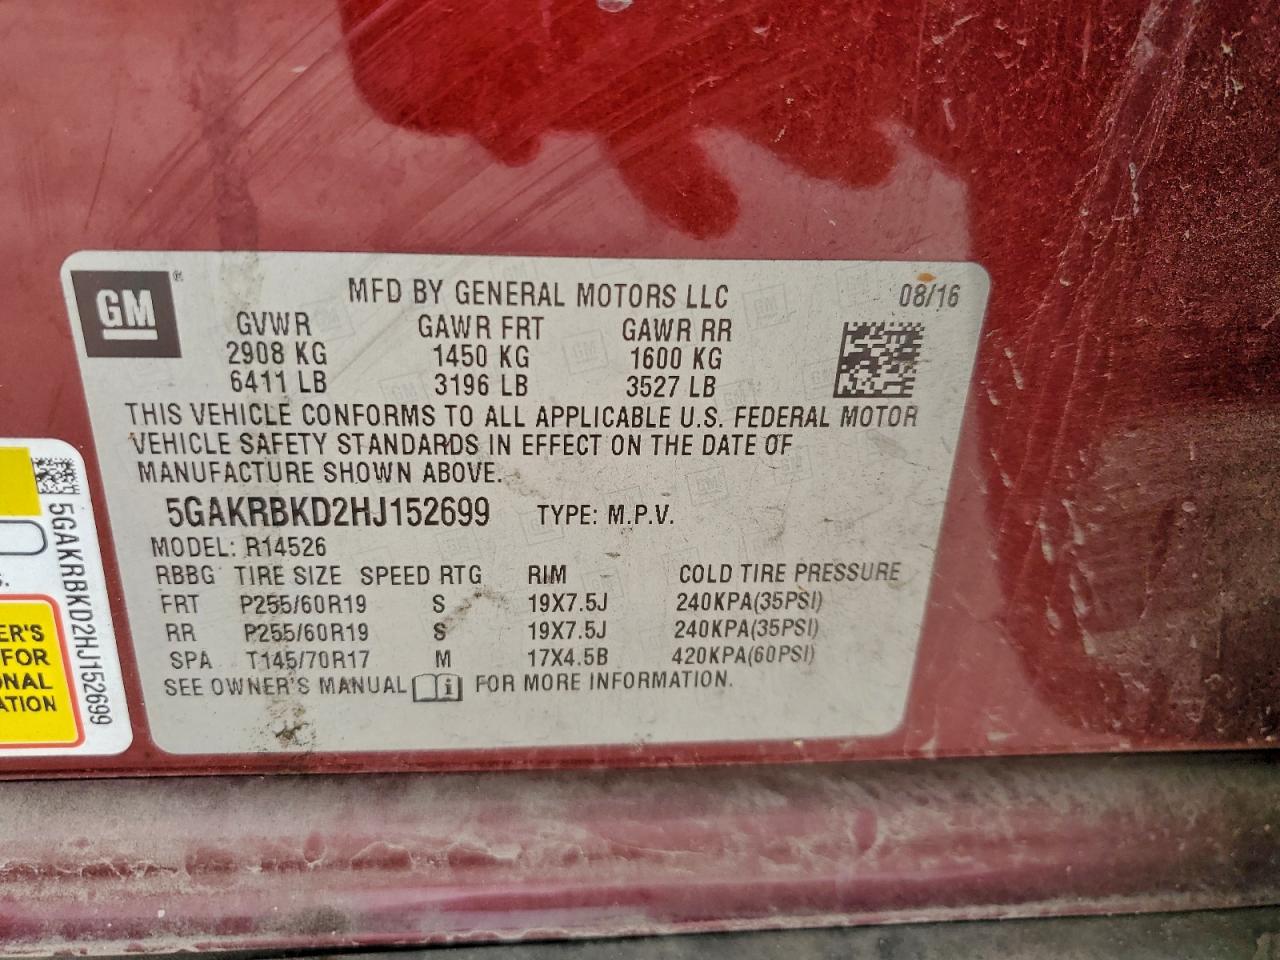 GM
®
MFD BY GENERAL MOTORS LLC 08/16
GVWR GAWR FRT GAWR RR
2908 KG 1450 KG 1600 KG
6411 LB 3196 LB 3527 LB
THIS VEHICLE CONFORMS TO ALL APPLICABLE U.S. FEDERAL MOTOR
VEHICLE SAFETY STANDARDS IN EFFECT ON THE DATE OF
MANUFACTURE SHOWN ABOVE.
5GAKRBKD2HJ152699 TYPE: M.P.V.
MODEL: R14526
RBBG TIRE SIZE SPEED RTG RIM COLD TIRE PRESSURE
FRT P255/60R19 S 19X7.5J 240KPA(35PSI)
RR P255/60R19 S 19X7.5J 240KPA(35PSI)
SPA T145/70R17 M 17X4.5B 420KPA(60PSI)
SEE OWNER'S MANUAL i FOR MORE INFORMATION.
5GAKRBKD2HJ152699
ER'S
FOR
ONAL
ATION